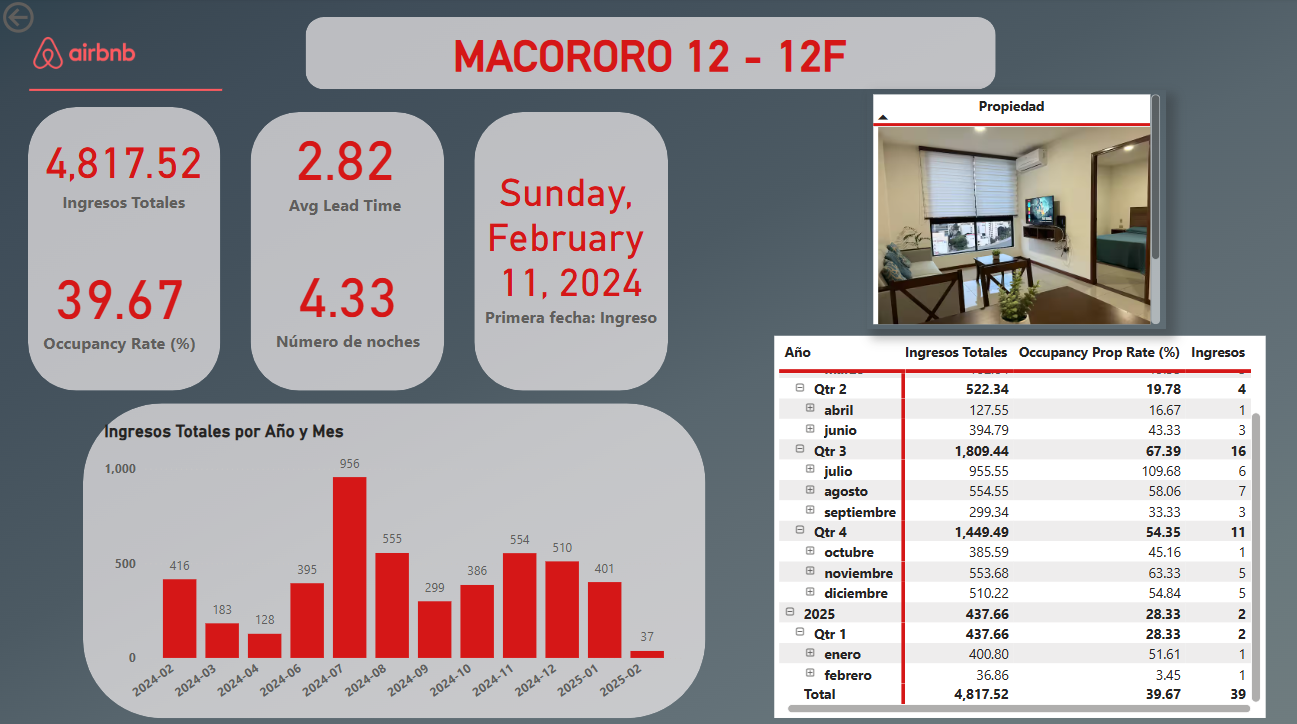 airbnb
MACORORO 12 - 12F
4,817.52
Ingresos Totales
39.67
Occupancy Rate (%)
2.82
Avg Lead Time
4.33
Número de noches
Sunday,
February
11, 2024
Primera fecha: Ingreso
Propiedad
Ingresos Totales por Año y Mes
1,000
500
0
416
183
128
395
956
555
299
386
554
510
401
37
2024-02
2024-03
2024-04
2024-06
2024-07
2024-08
2024-09
2024-10
2024-11
2024-12
2025-01
2025-02
Año Ingresos Totales Occupancy Prop Rate (%) Ingresos
Qtr 2 522.34 19.78 4
abril 127.55 16.67 1
junio 394.79 43.33 3
Qtr 3 1,809.44 67.39 16
julio 955.55 109.68 6
agosto 554.55 58.06 7
septiembre 299.34 33.33 3
Qtr 4 1,449.49 54.35 11
octubre 385.59 45.16 1
noviembre 553.68 63.33 5
diciembre 510.22 54.84 5
2025 437.66 28.33 2
Qtr 1 437.66 28.33 2
enero 400.80 51.61 1
febrero 36.86 3.45 1
Total 4,817.52 39.67 39